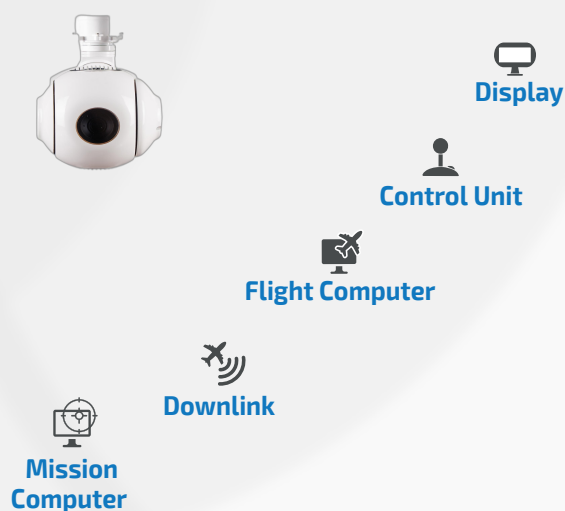 Display
Control Unit
Flight Computer
Downlink
Mission
Computer